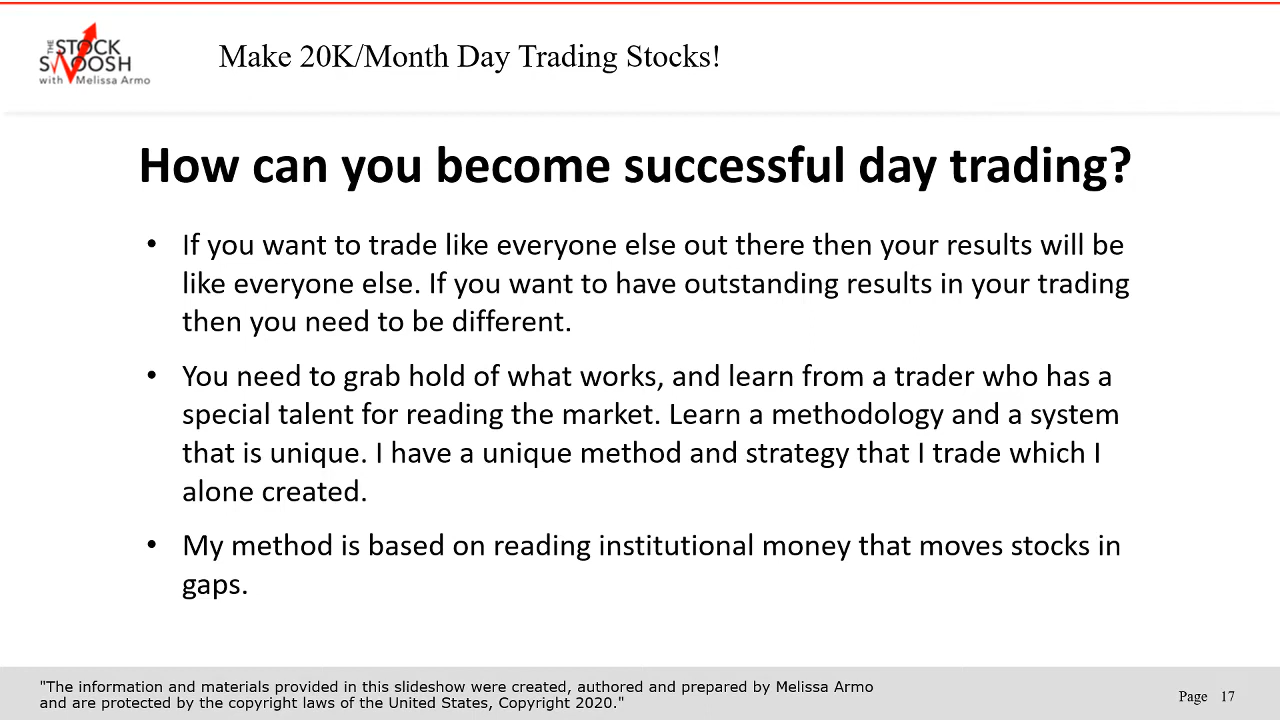 THE STOCK
SWOOSH
with Melissa Armo
Make 20K/Month Day Trading Stocks!
How can you become successful day trading?
• If you want to trade like everyone else out there then your results will be
like everyone else. If you want to have outstanding results in your trading
then you need to be different.
• You need to grab hold of what works, and learn from a trader who has a
special talent for reading the market. Learn a methodology and a system
that is unique. I have a unique method and strategy that I trade which I
alone created.
• My method is based on reading institutional money that moves stocks in
gaps.
"The information and materials provided in this slideshow were created, authored and prepared by Melissa Armo
and are protected by the copyright laws of the United States, Copyright 2020."
Page 17